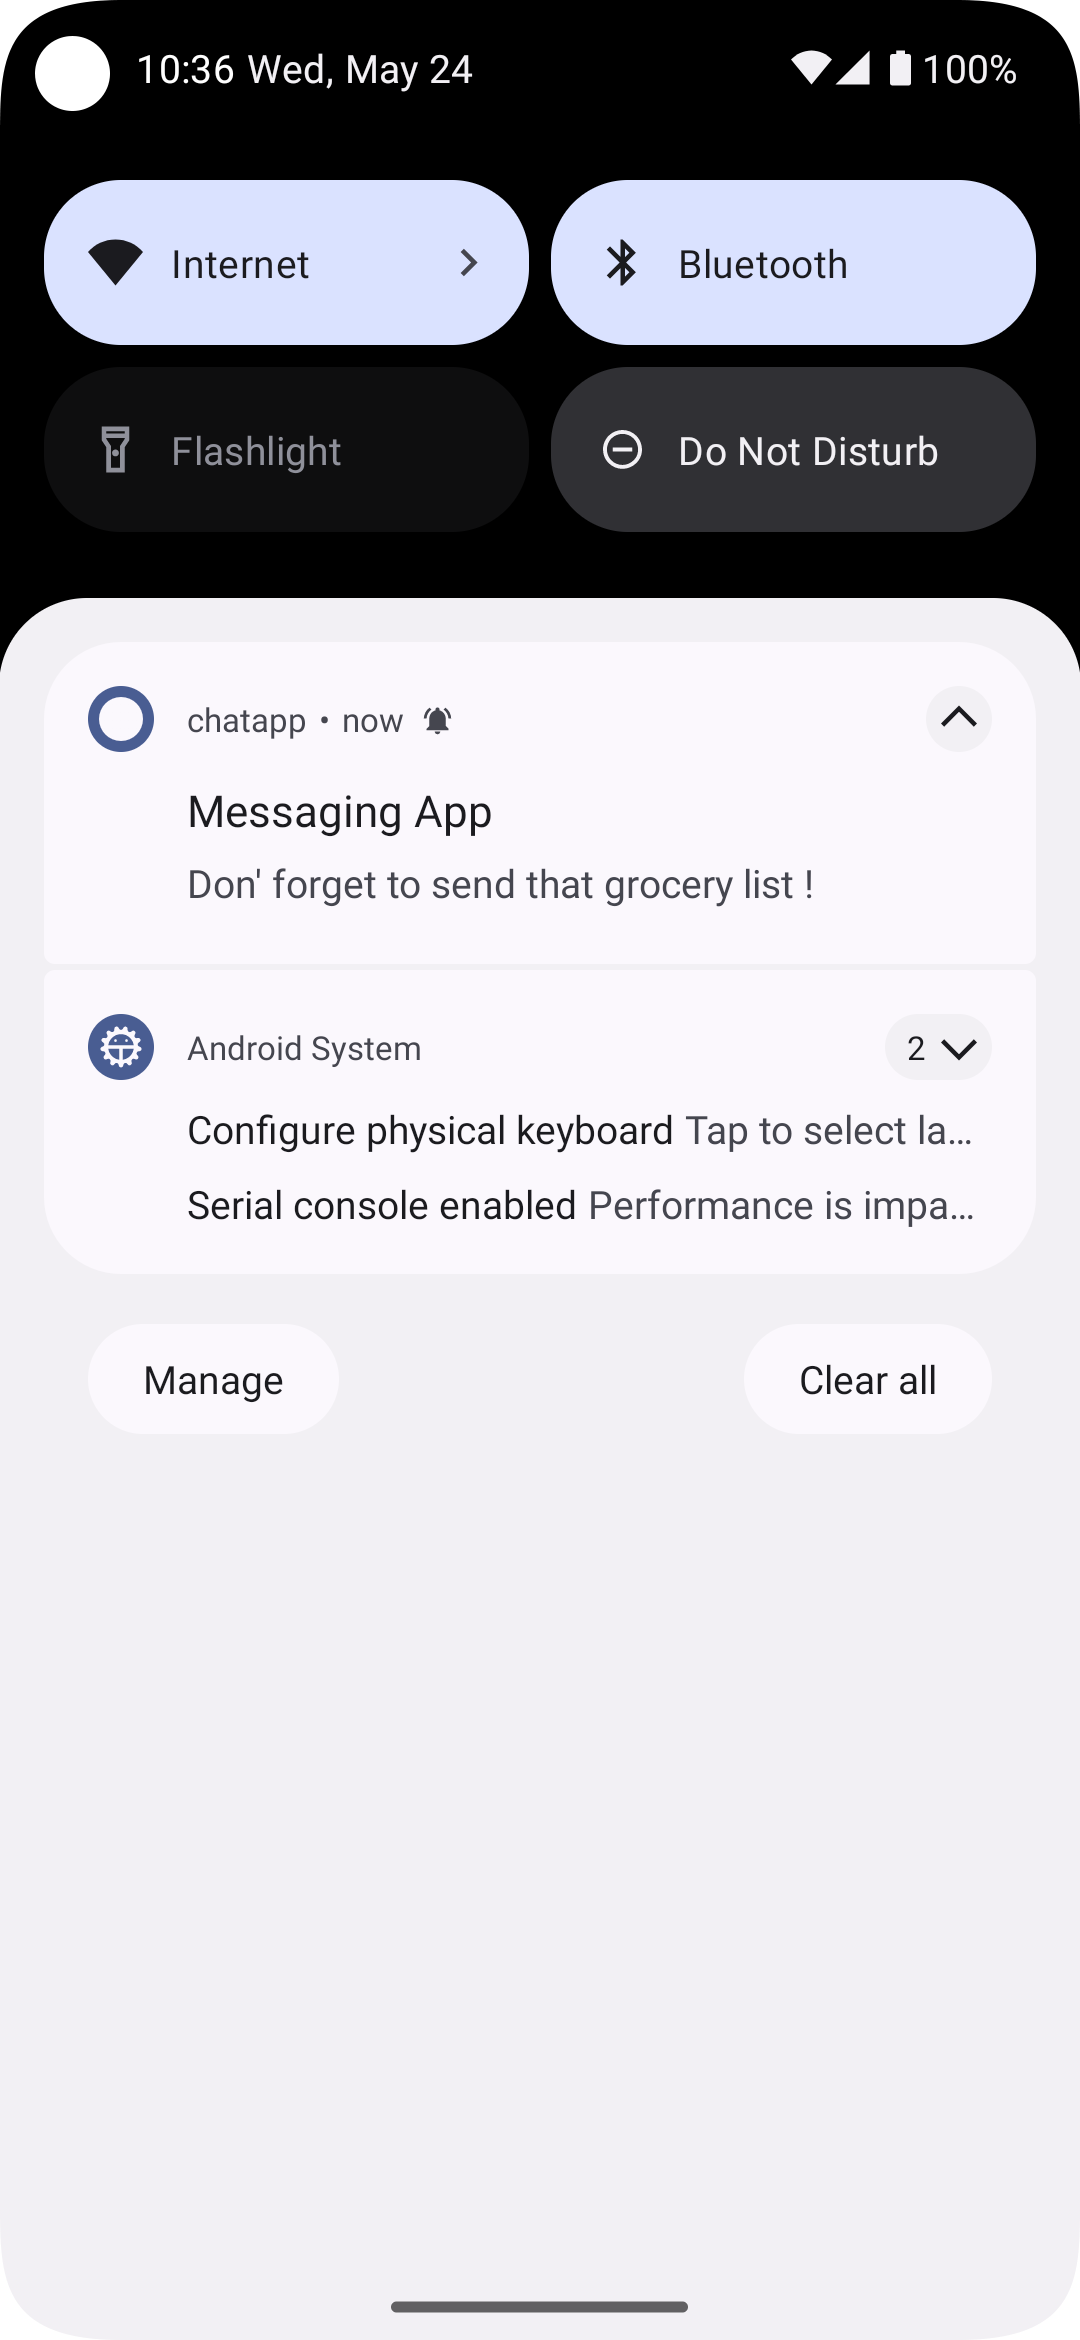 10:36 Wed, May 24 100%
Internet
Bluetooth
Flashlight
Do Not Disturb
chatapp • now
Messaging App
Don' forget to send that grocery list !
Android System
2
Configure physical keyboard Tap to select la…
Serial console enabled Performance is impa…
Manage
Clear all